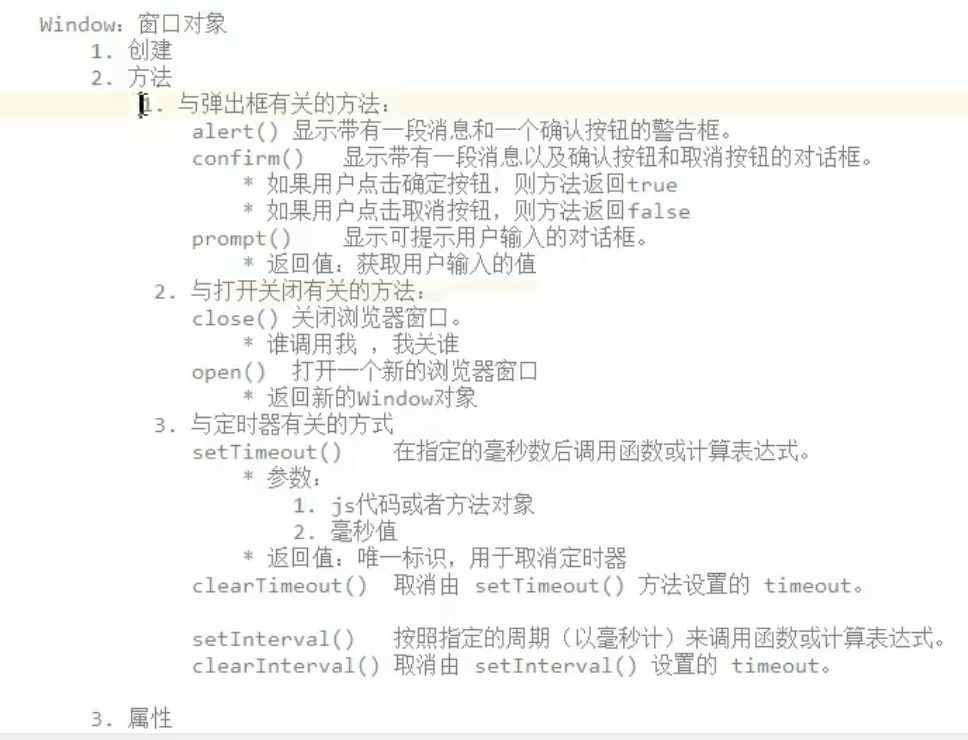 Window：窗口对象
1. 创建
2. 方法
1. 与弹出框有关的方法：
alert() 显示带有一段消息和一个确认按钮的警告框。
confirm() 显示带有一段消息以及确认按钮和取消按钮的对话框。
* 如果用户点击确定按钮，则方法返回true
* 如果用户点击取消按钮，则方法返回false
prompt() 显示可提示用户输入的对话框。
* 返回值：获取用户输入的值
2. 与打开关闭有关的方法：
close() 关闭浏览器窗口。
* 谁调用我 ，我关谁
open() 打开一个新的浏览器窗口
* 返回新的Window对象
3. 与定时器有关的方式
setTimeout() 在指定的毫秒数后调用函数或计算表达式。
* 参数：
1. js代码或者方法对象
2. 毫秒值
* 返回值：唯一标识，用于取消定时器
clearTimeout() 取消由 setTimeout() 方法设置的 timeout。
setInterval() 按照指定的周期（以毫秒计）来调用函数或计算表达式。
clearInterval() 取消由 setInterval() 设置的 timeout。
3. 属性